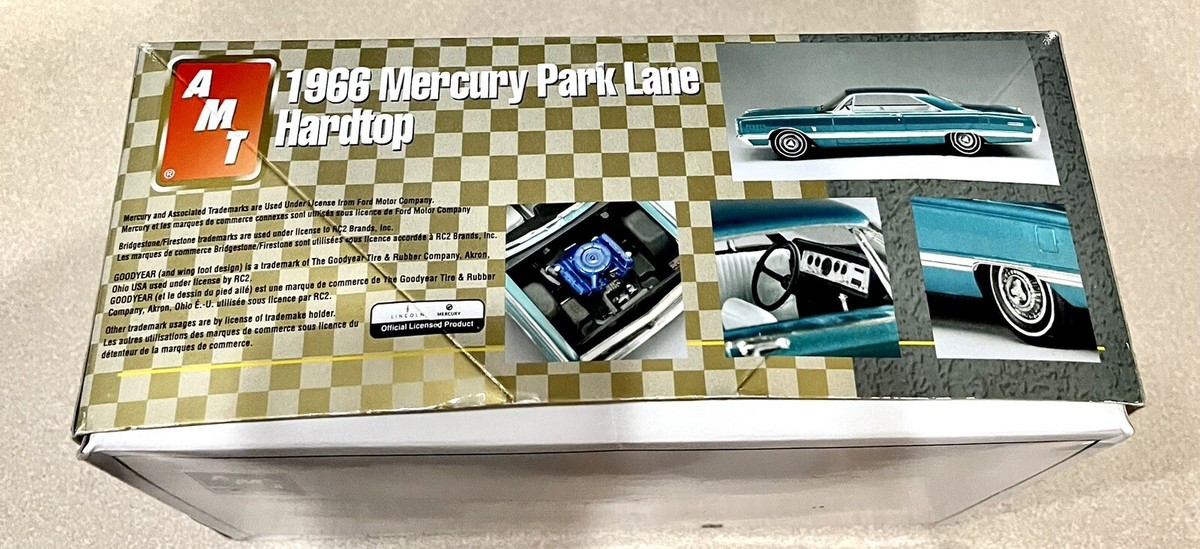 AMT
®
1966 Mercury Park Lane
Hardtop
Mercury and Associated Trademarks are Used Under License from Ford Motor Company.
Mercury et les marques de commerce connexes sont utilisés sous licence de Ford Motor Company
Bridgestone/Firestone trademarks are used under license to RC2 Brands, Inc.
Les marques de commerce Bridgestone/Firestone sont utilisées sous licence accordée à RC2 Brands, Inc.
GOODYEAR (and wing foot design) is a trademark of The Goodyear Tire & Rubber Company, Akron,
Ohio USA used under license by RC2.
GOODYEAR (et le dessin du pied ailé) est une marque de commerce de The Goodyear Tire & Rubber
Company, Akron, Ohio É.-U. utilisée sous licence par RC2.
Other trademark usages are by license of trademake holder.
Les autres utilisations des marques de commerce sous licence du
détenteur de la marques de commerce.
LINCOLN MERCURY
Official Licensed Product